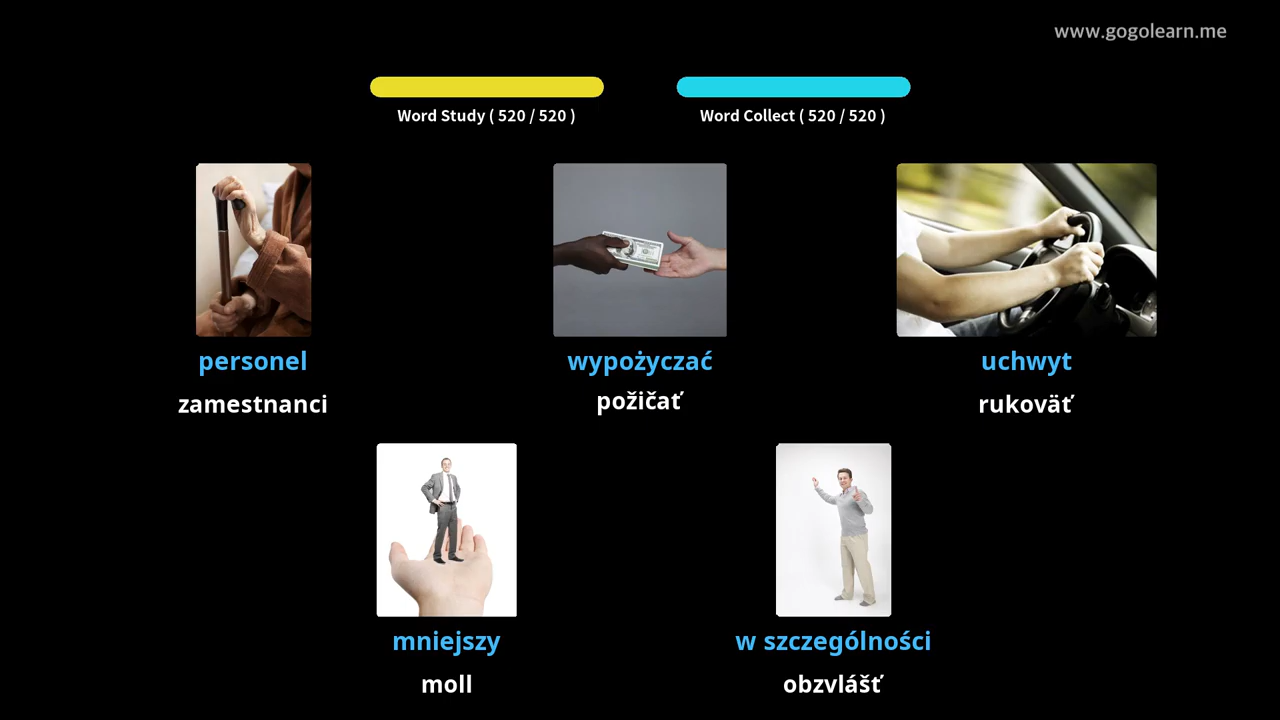 www.gogolearn.me
Word Study ( 520 / 520 )
Word Collect ( 520 / 520 )
personel
wypożyczać
uchwyt
zamestnanci
požičať
rukoväť
mniejszy
w szczególności
moll
obzvlášť